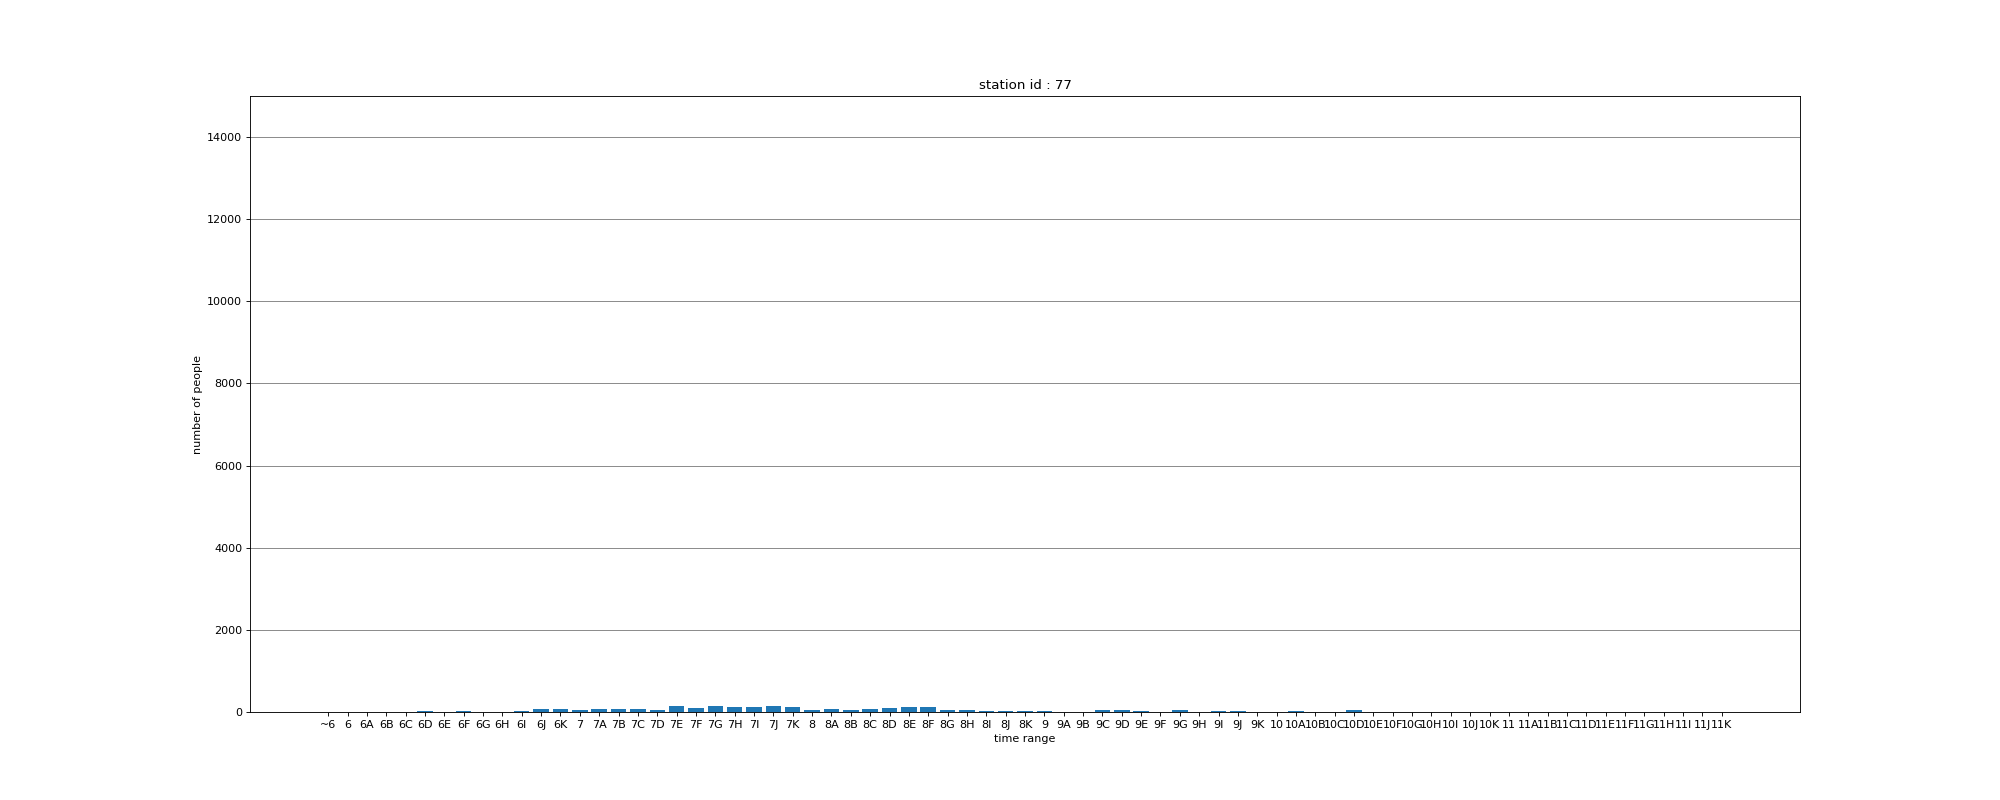 station id : 77
14000
12000
10000
8000
6000
4000
2000
0
number of people
~6 6 6A 6B 6C 6D 6E 6F 6G 6H 6I 6J 6K 7 7A 7B 7C 7D 7E 7F 7G 7H 7I 7J 7K 8 8A 8B 8C 8D 8E 8F 8G 8H 8I 8J 8K 9 9A 9B 9C 9D 9E 9F 9G 9H 9I 9J 9K 10 10A 10B 10C 10D 10E 10F 10G 10H 10I 10J 10K 11 11A 11B 11C 11D 11E 11F 11G 11H 11I 11J 11K
time range